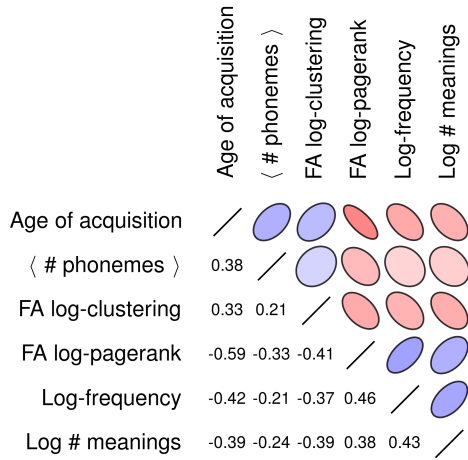 Age of acquisition
〈 # phonemes 〉
FA log-clustering
FA log-pagerank
Log-frequency
Log # meanings
Age of acquisition
〈 # phonemes 〉 0.38
FA log-clustering 0.33 0.21
FA log-pagerank -0.59 -0.33 -0.41
Log-frequency -0.42 -0.21 -0.37 0.46
Log # meanings -0.39 -0.24 -0.39 0.38 0.43